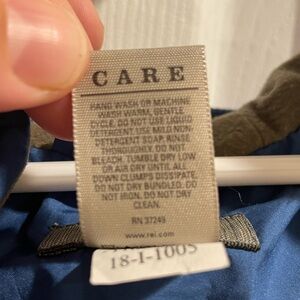 CARE
HAND WASH OR MACHINE
WASH WARM, GENTLE
CYCLE. DO NOT USE LIQUID
DETERGENT. USE MILD NON-
DETERGENT SOAP. RINSE
THOROUGHLY. DO NOT
BLEACH. TUMBLE DRY LOW
OR AIR DRY UNTIL ALL
DOWN CLUMPS DISSIPATE.
DO NOT DRY BUNDLED. DO
NOT IRON. DO NOT DRY
CLEAN.
RN 37249
www.rei.com
18-1-1005